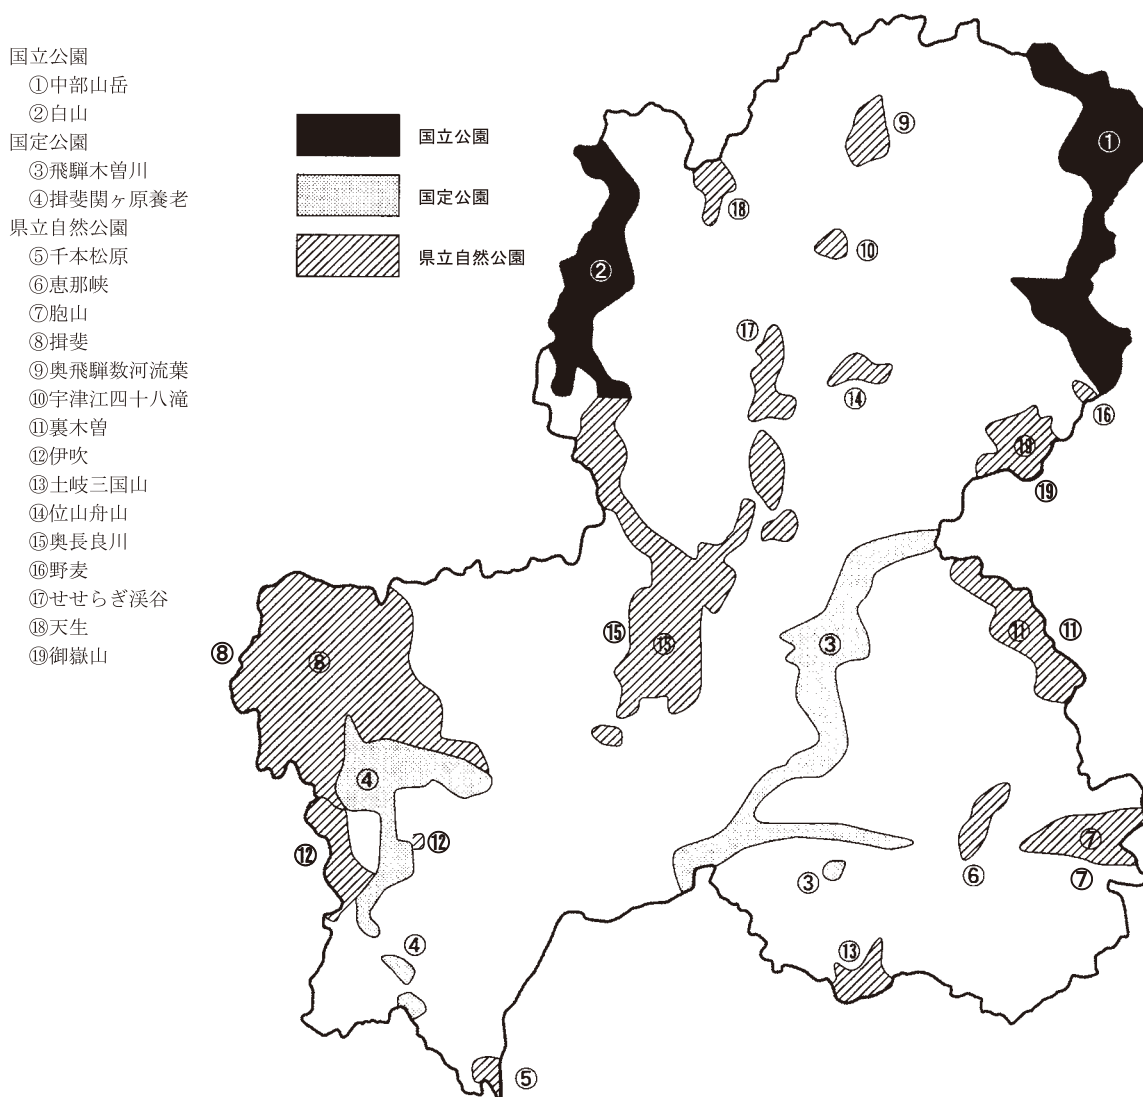 国立公園
①中部山岳
②白山
国定公園
③飛騨木曽川
④揖斐関ヶ原養老
県立自然公園
⑤千本松原
⑥恵那峡
⑦胞山
⑧揖斐
⑨奥飛騨数河流葉
⑩宇津江四十八滝
⑪裏木曽
⑫伊吹
⑬土岐三国山
⑭位山舟山
⑮奥長良川
⑯野麦
⑰せせらぎ渓谷
⑱天生
⑲御嶽山
国立公園
国定公園
県立自然公園
①
⑨
⑱
⑩
②
⑰
⑭
⑯
⑲
⑲
⑮
⑮
③
⑪
⑪
⑧
⑧
④
⑫
⑫
③
⑥
⑦
⑦
④
⑬
⑤